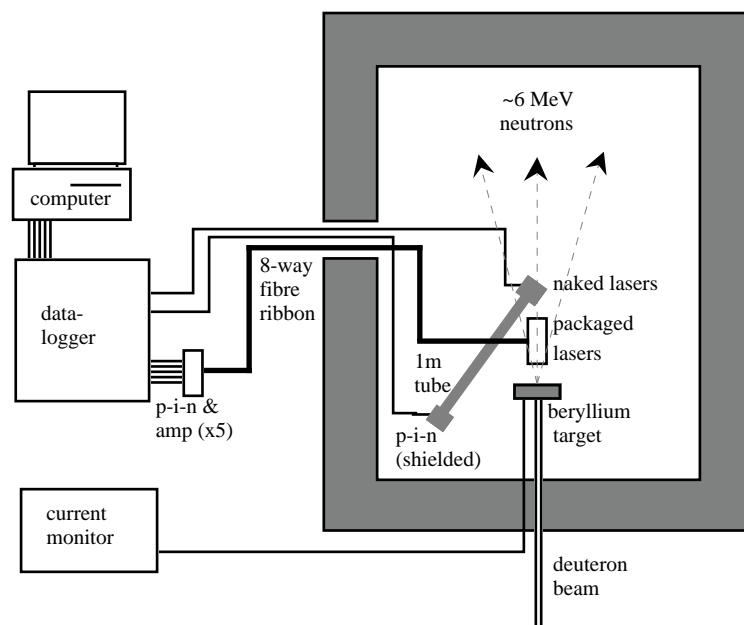 ~6 MeV
neutrons
computer
8-way
fibre
ribbon
naked lasers
data-
logger
packaged
lasers
1m
tube
p-i-n &
amp (x5)
p-i-n
(shielded)
beryllium
target
current
monitor
deuteron
beam